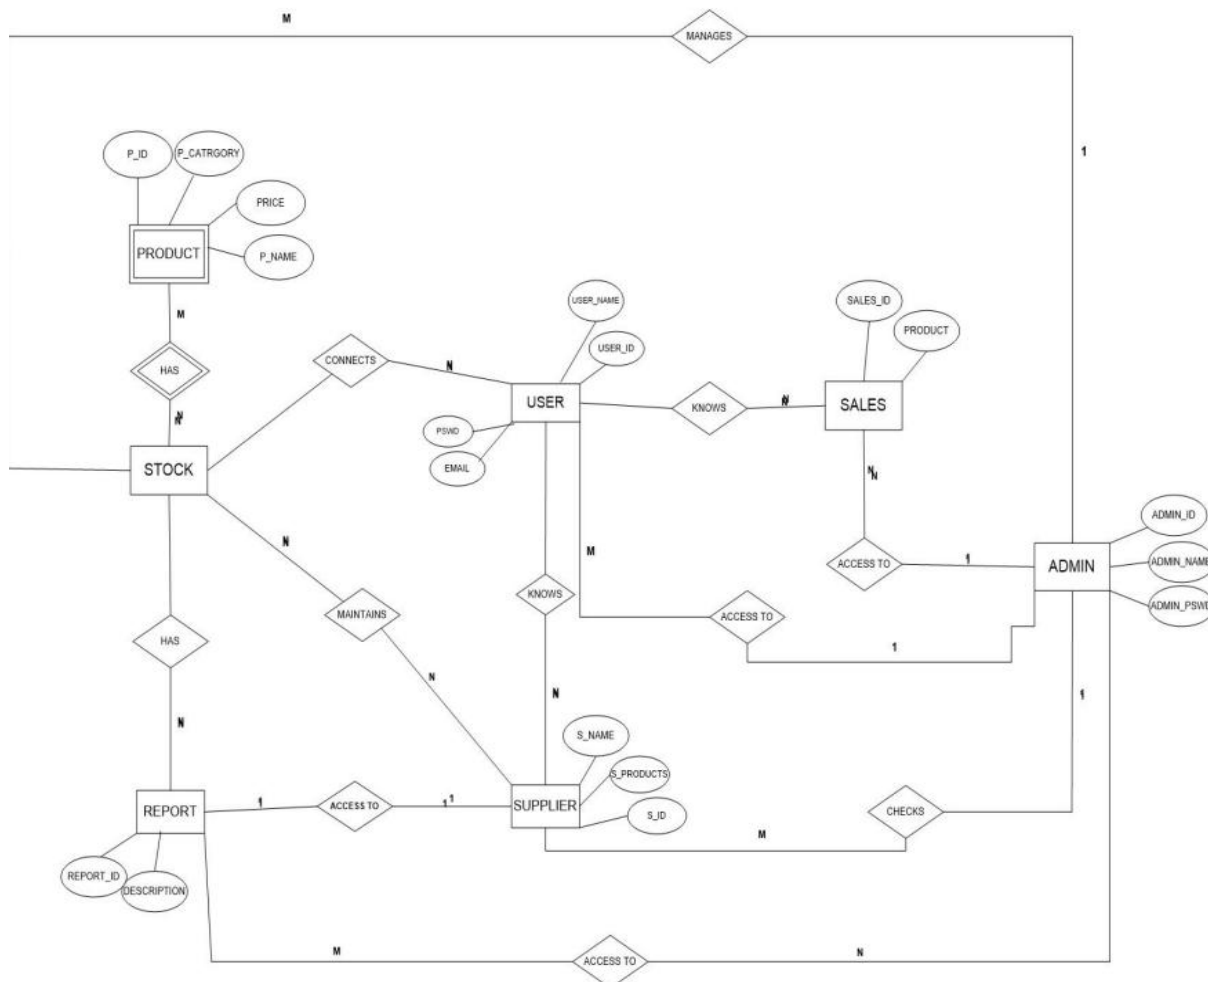 M
MANAGES
1
P_ID
P_CATRGORY
PRICE
PRODUCT
P_NAME
M
HAS
N
CONNECTS
N
USER_NAME
USER_ID
USER
PSWD
EMAIL
KNOWS
N
SALES_ID
PRODUCT
SALES
STOCK
N
N
M
ACCESS TO
1
ADMIN_ID
ADMIN
ADMIN_NAME
ADMIN_PSWD
N
MAINTAINS
KNOWS
ACCESS TO
1
HAS
N
N
N
1
S_NAME
S_PRODUCTS
SUPPLIER
S_ID
REPORT
1
ACCESS TO
1
1
CHECKS
M
REPORT_ID
DESCRIPTION
M
ACCESS TO
N